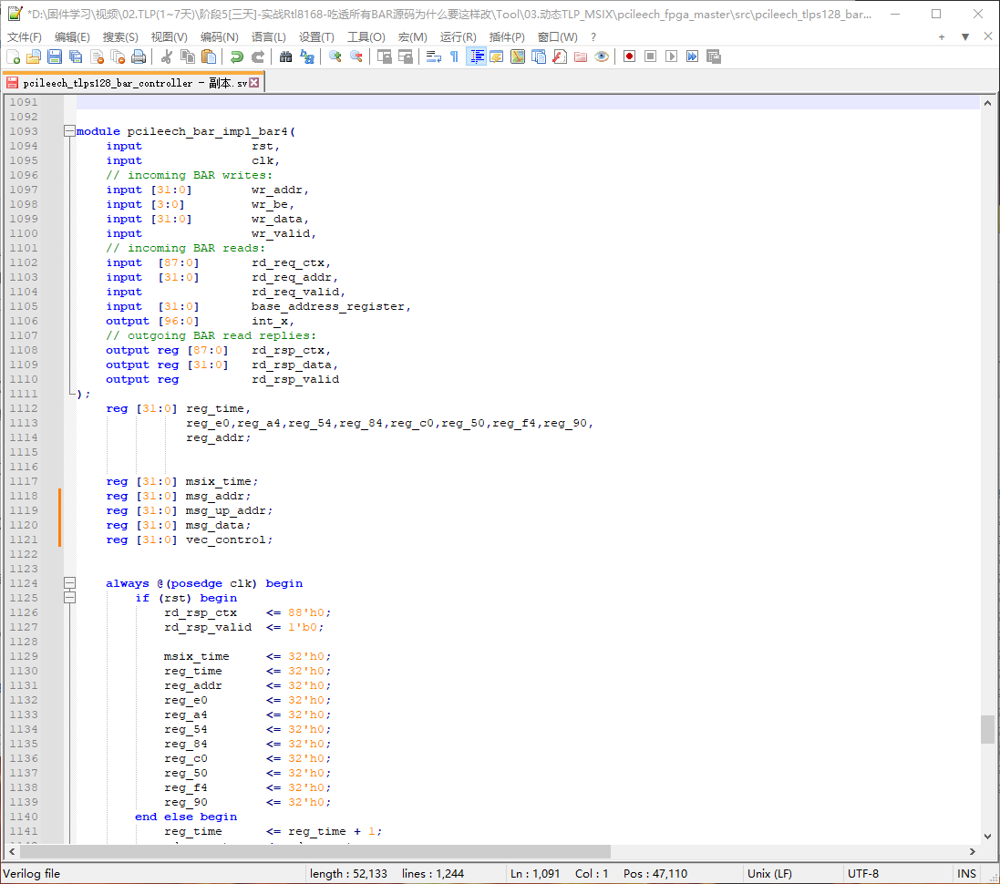 *D:\固件学习\视频\02.TLP(1~7天)\阶段5[三天]-实战Rtl8168-吃透所有BAR源码为什么要这样改\Tool\03.动态TLP_MSIX\pcileech_fpga_master\src\pcileech_tlps128_bar...
文件(F) 编辑(E) 搜索(S) 视图(V) 编码(N) 语言(L) 设置(T) 工具(O) 宏(M) 运行(R) 插件(P) 窗口(W) ?
pcileech_tlps128_bar_controller - 副本.sv
1091
1092
1093 module pcileech_bar_impl_bar4(
1094 input rst,
1095 input clk,
1096 // incoming BAR writes:
1097 input [31:0] wr_addr,
1098 input [3:0] wr_be,
1099 input [31:0] wr_data,
1100 input wr_valid,
1101 // incoming BAR reads:
1102 input [87:0] rd_req_ctx,
1103 input [31:0] rd_req_addr,
1104 input rd_req_valid,
1105 input [31:0] base_address_register,
1106 output [96:0] int_x,
1107 // outgoing BAR read replies:
1108 output reg [87:0] rd_rsp_ctx,
1109 output reg [31:0] rd_rsp_data,
1110 output reg rd_rsp_valid
1111 );
1112 reg [31:0] reg_time,
1113 reg_e0,reg_a4,reg_54,reg_84,reg_c0,reg_50,reg_f4,reg_90,
1114 reg_addr;
1115
1116
1117 reg [31:0] msix_time;
1118 reg [31:0] msg_addr;
1119 reg [31:0] msg_up_addr;
1120 reg [31:0] msg_data;
1121 reg [31:0] vec_control;
1122
1123
1124 always @(posedge clk) begin
1125 if (rst) begin
1126 rd_rsp_ctx <= 88'h0;
1127 rd_rsp_valid <= 1'b0;
1128
1129 msix_time <= 32'h0;
1130 reg_time <= 32'h0;
1131 reg_addr <= 32'h0;
1132 reg_e0 <= 32'h0;
1133 reg_a4 <= 32'h0;
1134 reg_54 <= 32'h0;
1135 reg_84 <= 32'h0;
1136 reg_c0 <= 32'h0;
1137 reg_50 <= 32'h0;
1138 reg_f4 <= 32'h0;
1139 reg_90 <= 32'h0;
1140 end else begin
1141 reg_time <= reg_time + 1;
Verilog file length : 52,133 lines : 1,244 Ln : 1,091 Col : 1 Pos : 47,110 Unix (LF) UTF-8 INS